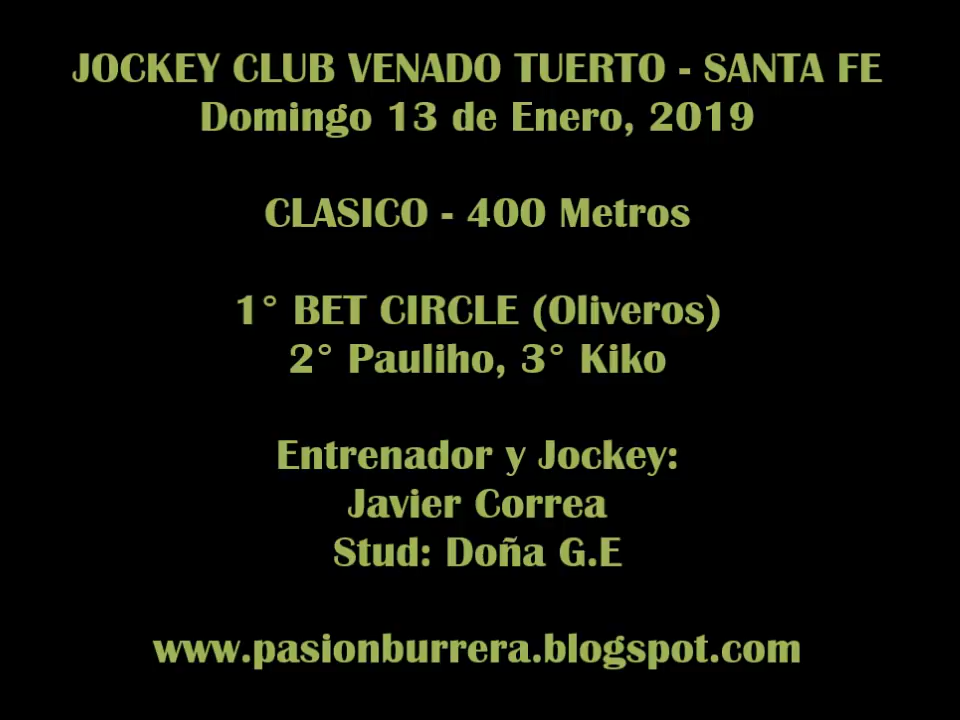 JOCKEY CLUB VENADO TUERTO - SANTA FE
Domingo 13 de Enero, 2019
CLASICO - 400 Metros
1° BET CIRCLE (Oliveros)
2° Pauliho, 3° Kiko
Entrenador y Jockey:
Javier Correa
Stud: Doña G.E
www.pasionburrera.blogspot.com